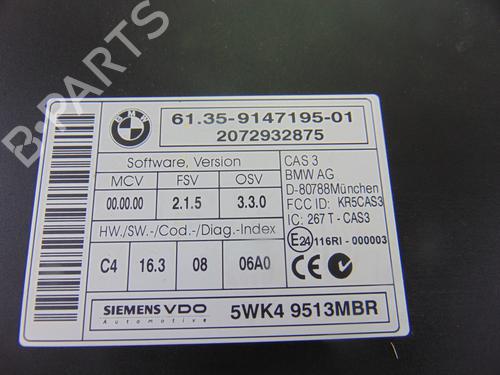 BMW
61.35-9147195-01
2072932875
Software, Version
MCV FSV OSV
00.00.00 2.1.5 3.3.0
HW./SW.-/Cod.-/Diag.-Index
C4 16.3 08 06A0
CAS 3
BMW AG
D-80788München
FCC ID: KR5CAS3
IC: 267 T - CAS3
E24 116RI - 000003
CE
SIEMENS VDO
Automotive
5WK4 9513MBR
B-PARTS